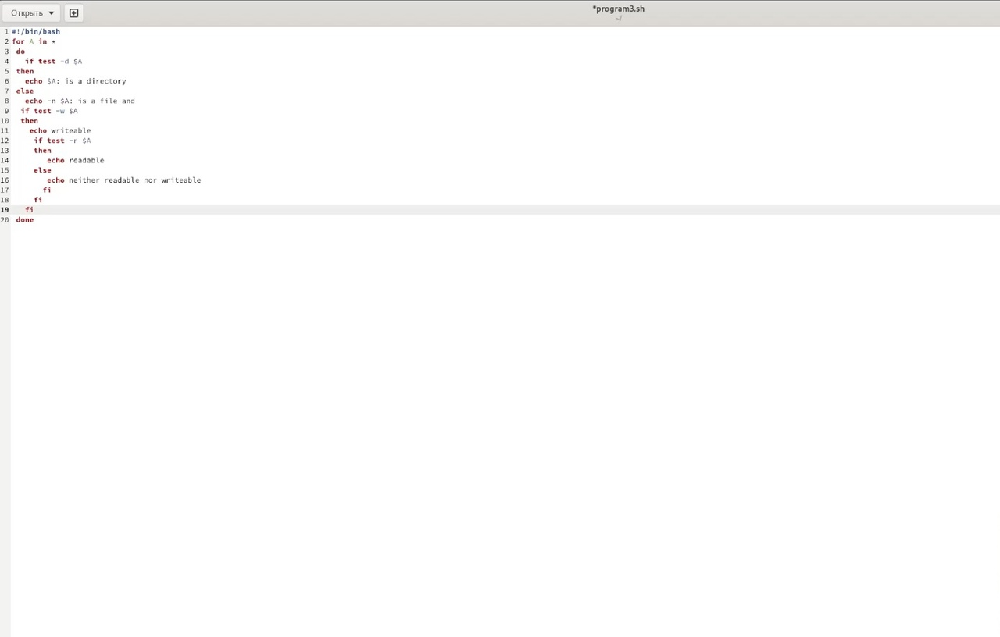 Открыть
*program3.sh
~/
1 #!/bin/bash
2 for A in *
3 do
4 if test -d $A
5 then
6 echo $A: is a directory
7 else
8 echo -n $A: is a file and
9 if test -w $A
10 then
11 echo writeable
12 if test -r $A
13 then
14 echo readable
15 else
16 echo neither readable nor writeable
17 fi
18 fi
19 fi
20 done